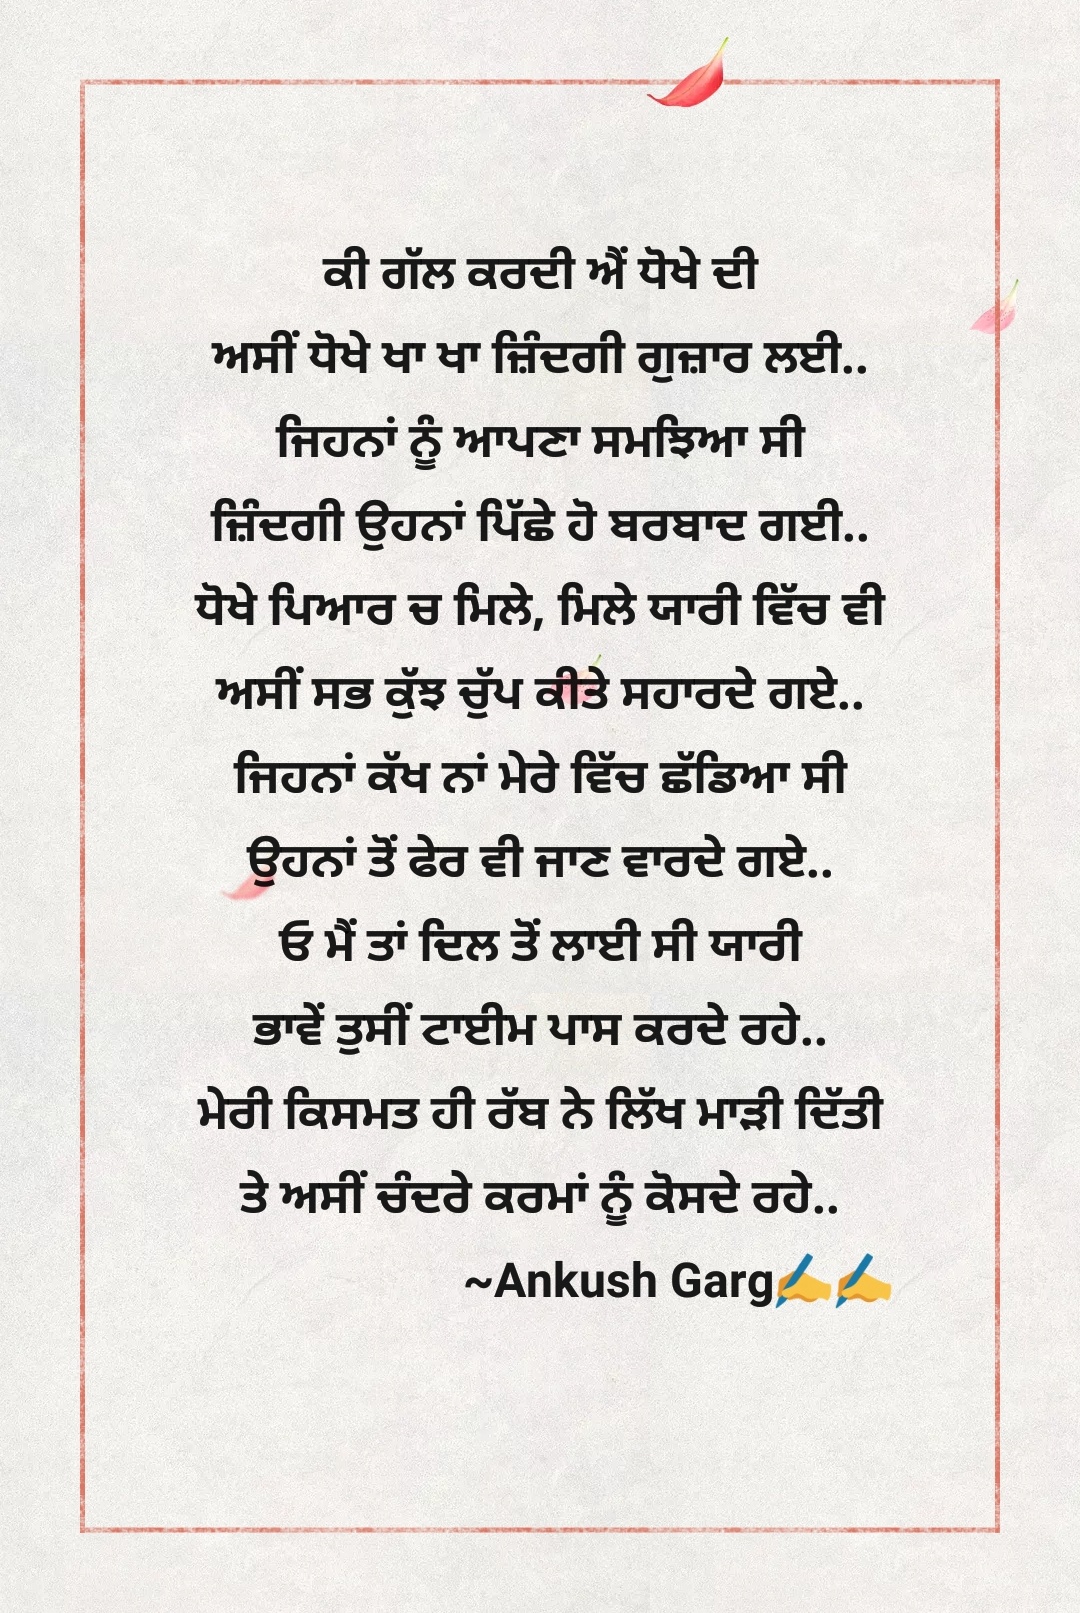 ਕੀ ਗੱਲ ਕਰਦੀ ਐਂ ਧੋਖੇ ਦੀ
ਅਸੀਂ ਧੋਖੇ ਖਾ ਖਾ ਜ਼ਿੰਦਗੀ ਗੁਜ਼ਾਰ ਲਈ..
ਜਿਹਨਾਂ ਨੂੰ ਆਪਣਾ ਸਮਝਿਆ ਸੀ
ਜ਼ਿੰਦਗੀ ਉਹਨਾਂ ਪਿੱਛੇ ਹੋ ਬਰਬਾਦ ਗਈ..
ਧੋਖੇ ਪਿਆਰ ਚ ਮਿਲੇ, ਮਿਲੇ ਯਾਰੀ ਵਿੱਚ ਵੀ
ਅਸੀਂ ਸਭ ਕੁੱਝ ਚੁੱਪ ਕੀਤੇ ਸਹਾਰਦੇ ਗਏ..
ਜਿਹਨਾਂ ਕੱਖ ਨਾਂ ਮੇਰੇ ਵਿੱਚ ਛੱਡਿਆ ਸੀ
ਉਹਨਾਂ ਤੋਂ ਫੇਰ ਵੀ ਜਾਣ ਵਾਰਦੇ ਗਏ..
ਓ ਮੈਂ ਤਾਂ ਦਿਲ ਤੋਂ ਲਾਈ ਸੀ ਯਾਰੀ
ਭਾਵੇਂ ਤੁਸੀਂ ਟਾਈਮ ਪਾਸ ਕਰਦੇ ਰਹੇ..
ਮੇਰੀ ਕਿਸਮਤ ਹੀ ਰੱਬ ਨੇ ਲਿੱਖ ਮਾੜੀ ਦਿੱਤੀ
ਤੇ ਅਸੀਂ ਚੰਦਰੇ ਕਰਮਾਂ ਨੂੰ ਕੋਸਦੇ ਰਹੇ..
~Ankush Garg✍️✍️